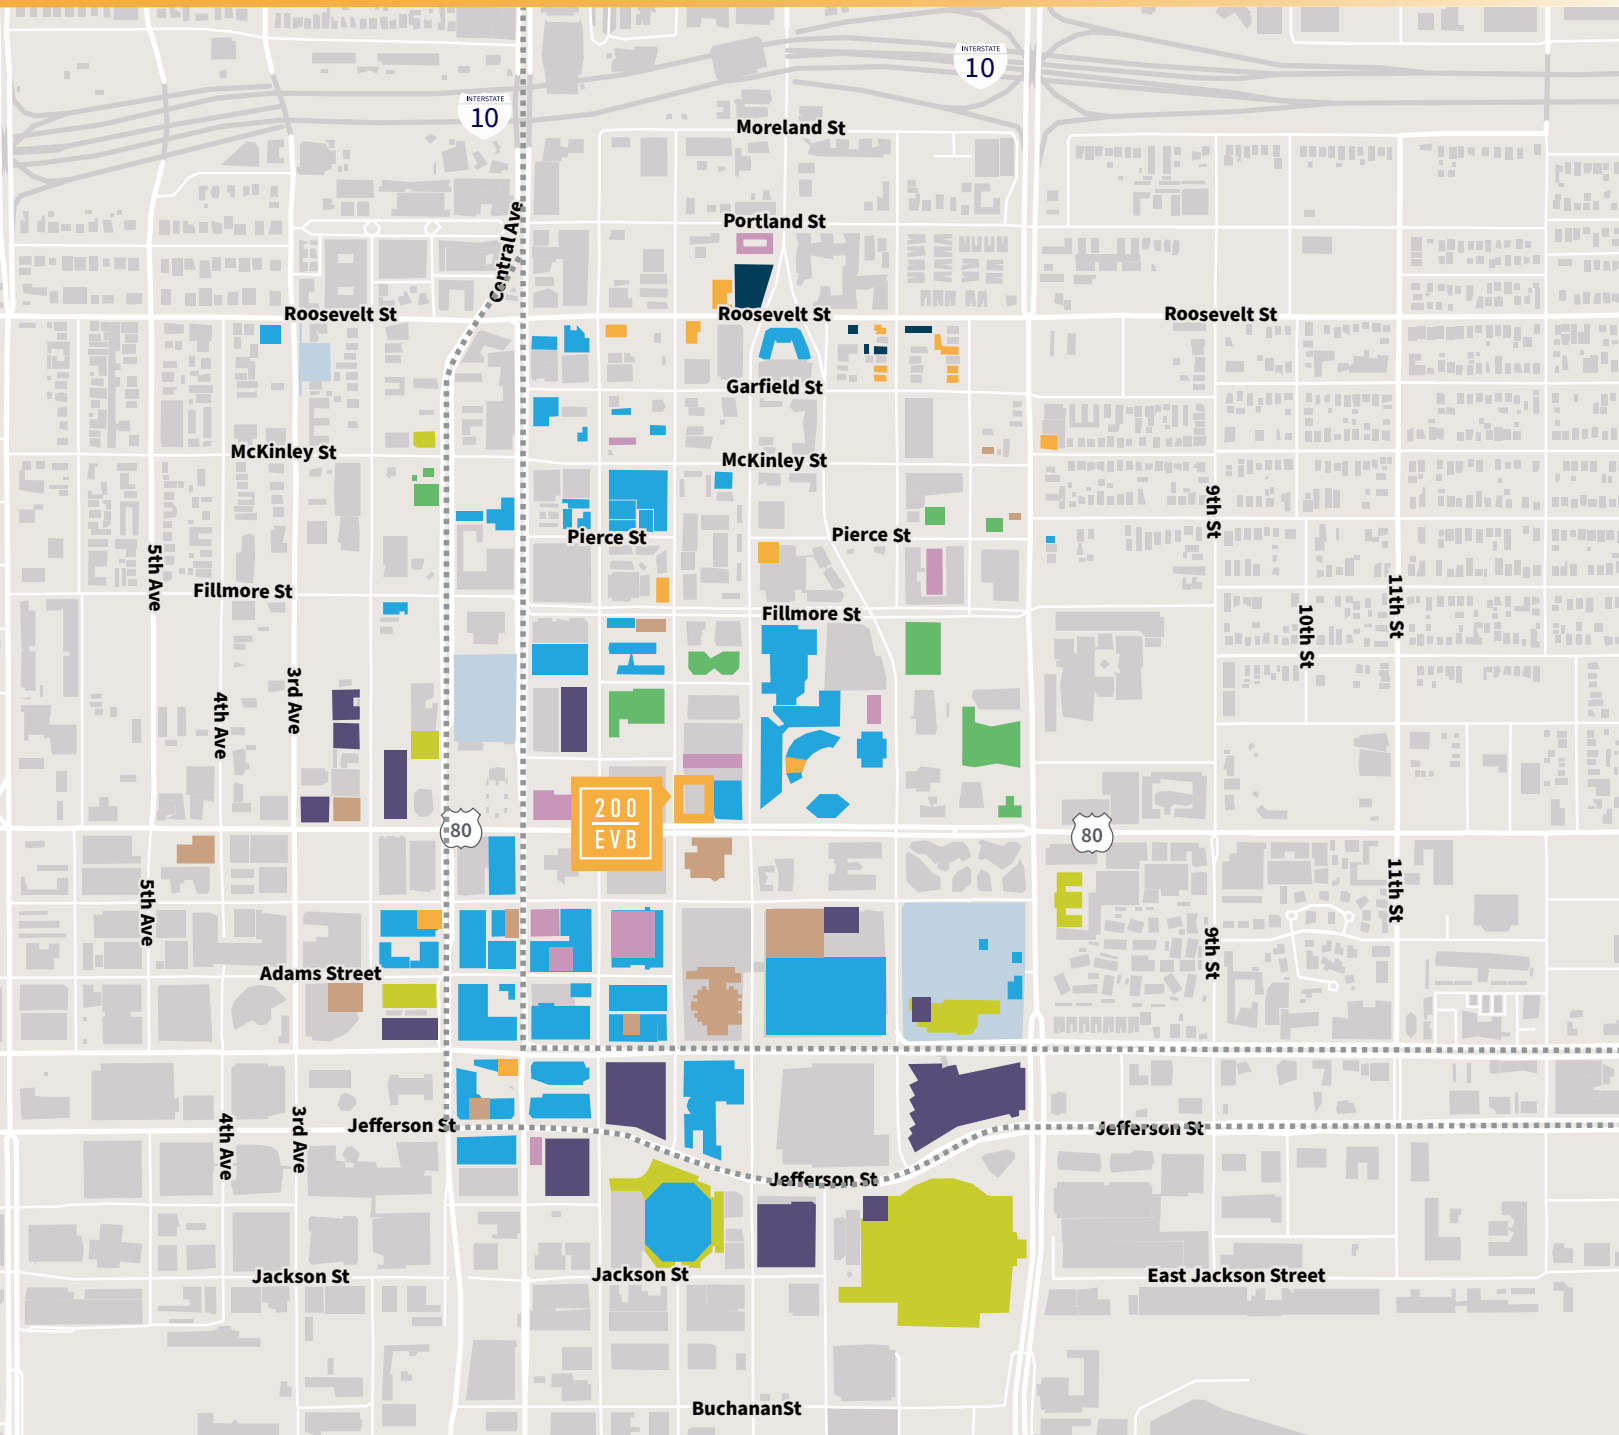 INTERSTATE
10
INTERSTATE
10
Moreland St
Portland St
Central Ave
Roosevelt St
Roosevelt St
Roosevelt St
Garfield St
McKinley St
McKinley St
9th St
Pierce St
Pierce St
5th Ave
Fillmore St
11th St
10th St
Fillmore St
3rd Ave
4th Ave
200
EVB
80
80
5th Ave
11th St
9th St
Adams Street
4th Ave
3rd Ave
Jefferson St
Jefferson St
Jefferson St
Jackson St
Jackson St
East Jackson Street
BuchananSt